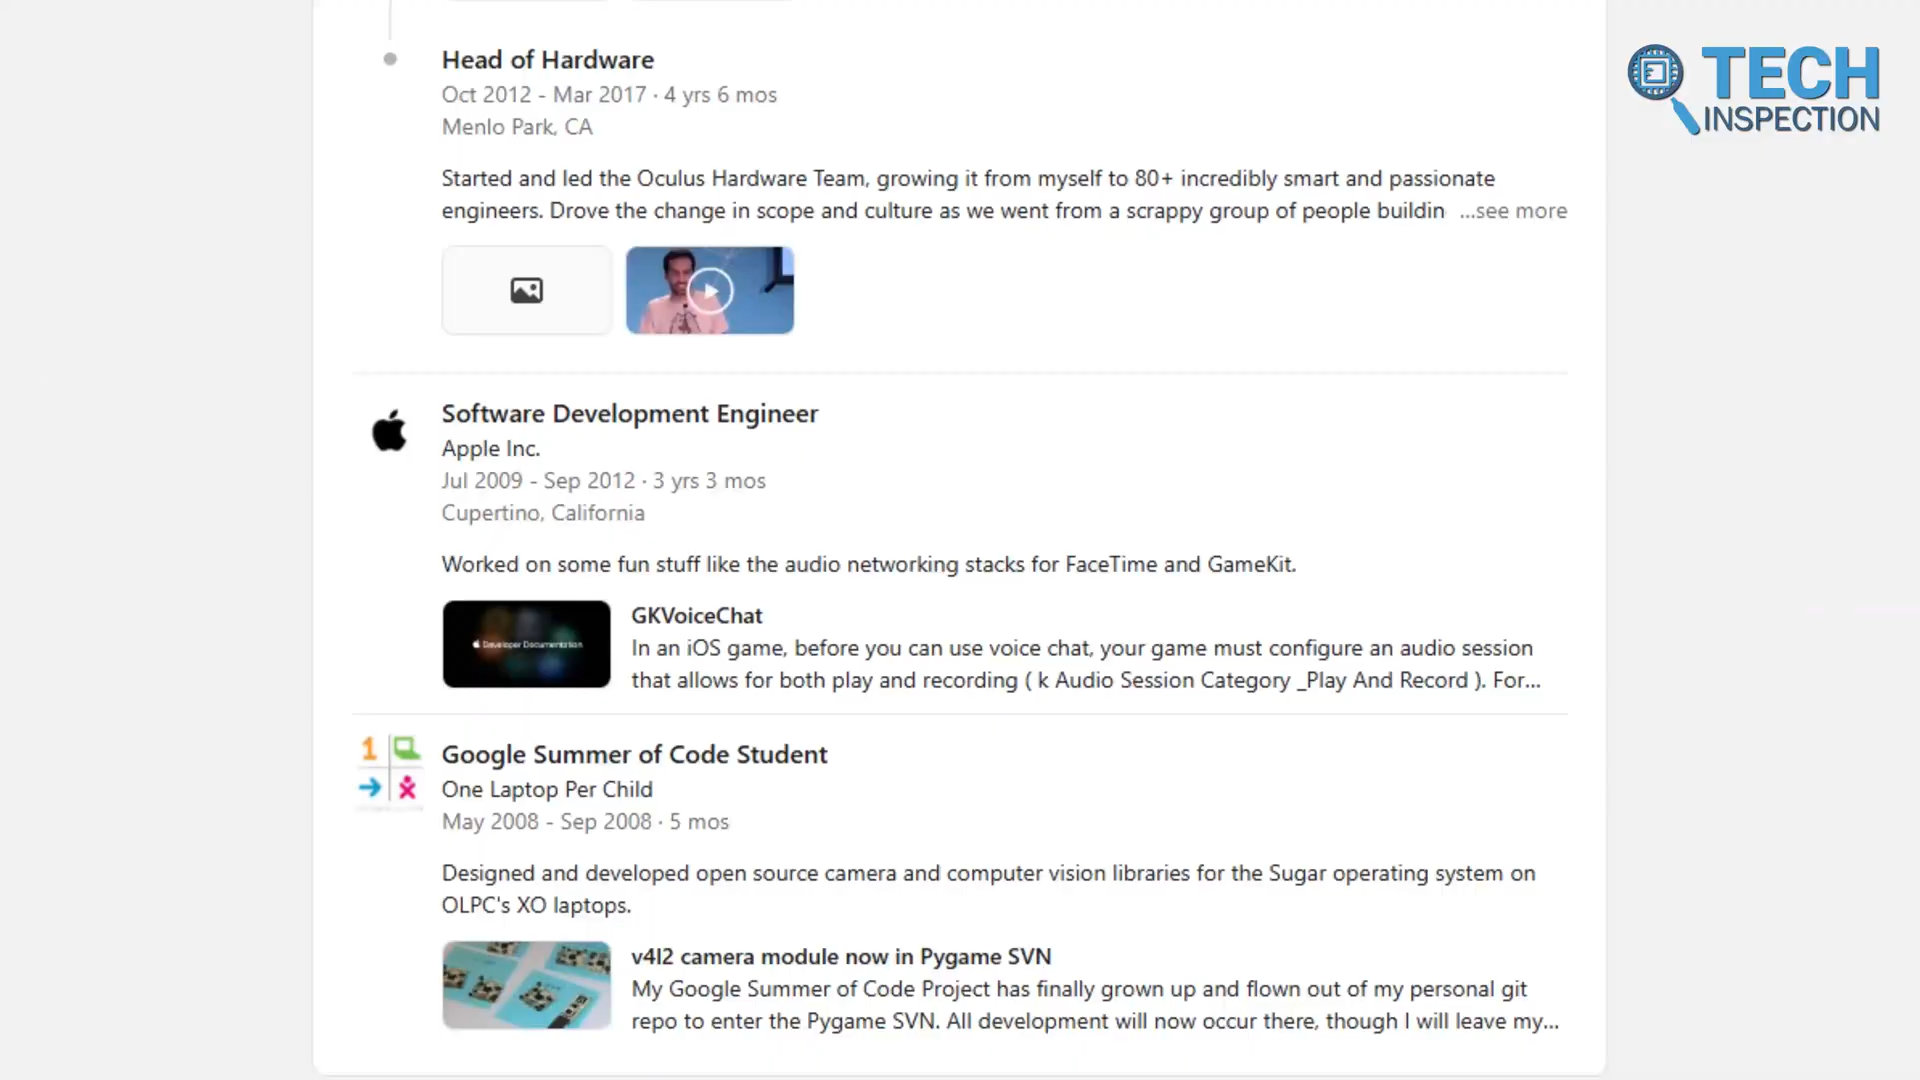 TECH
INSPECTION
Head of Hardware
Oct 2012 - Mar 2017 · 4 yrs 6 mos
Menlo Park, CA
Started and led the Oculus Hardware Team, growing it from myself to 80+ incredibly smart and passionate
engineers. Drove the change in scope and culture as we went from a scrappy group of people buildin ...see more
Software Development Engineer
Apple Inc.
Jul 2009 - Sep 2012 · 3 yrs 3 mos
Cupertino, California
Worked on some fun stuff like the audio networking stacks for FaceTime and GameKit.
Developer Documentation
GKVoiceChat
In an iOS game, before you can use voice chat, your game must configure an audio session
that allows for both play and recording ( k Audio Session Category _Play And Record ). For...
1
Google Summer of Code Student
One Laptop Per Child
May 2008 - Sep 2008 · 5 mos
Designed and developed open source camera and computer vision libraries for the Sugar operating system on
OLPC's XO laptops.
v4l2 camera module now in Pygame SVN
My Google Summer of Code Project has finally grown up and flown out of my personal git
repo to enter the Pygame SVN. All development will now occur there, though I will leave my...